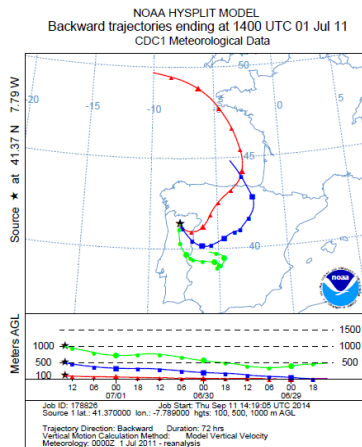 NOAA HYSPLIT MODEL
Backward trajectories ending at 1400 UTC 01 Jul 11
CDC1 Meteorological Data
Source ★ at 41.37 N 7.79 W
-20
-15
-10
-5
0
5
50
45
40
noaa
Meters AGL
1500
1000 1000
500 500
100
12 06 00 18 12 06 00 18 12 06 00 18
07/01 06/30 06/29
Job ID: 178826 Job Start: Thu Sep 11 14:19:05 UTC 2014
Source 1 lat.: 41.370000 lon.: -7.789000 hgts: 100, 500, 1000 m AGL
Trajectory Direction: Backward Duration: 72 hrs
Vertical Motion Calculation Method: Model Vertical Velocity
Meteorology: 0000Z 1 Jul 2011 - reanalysis